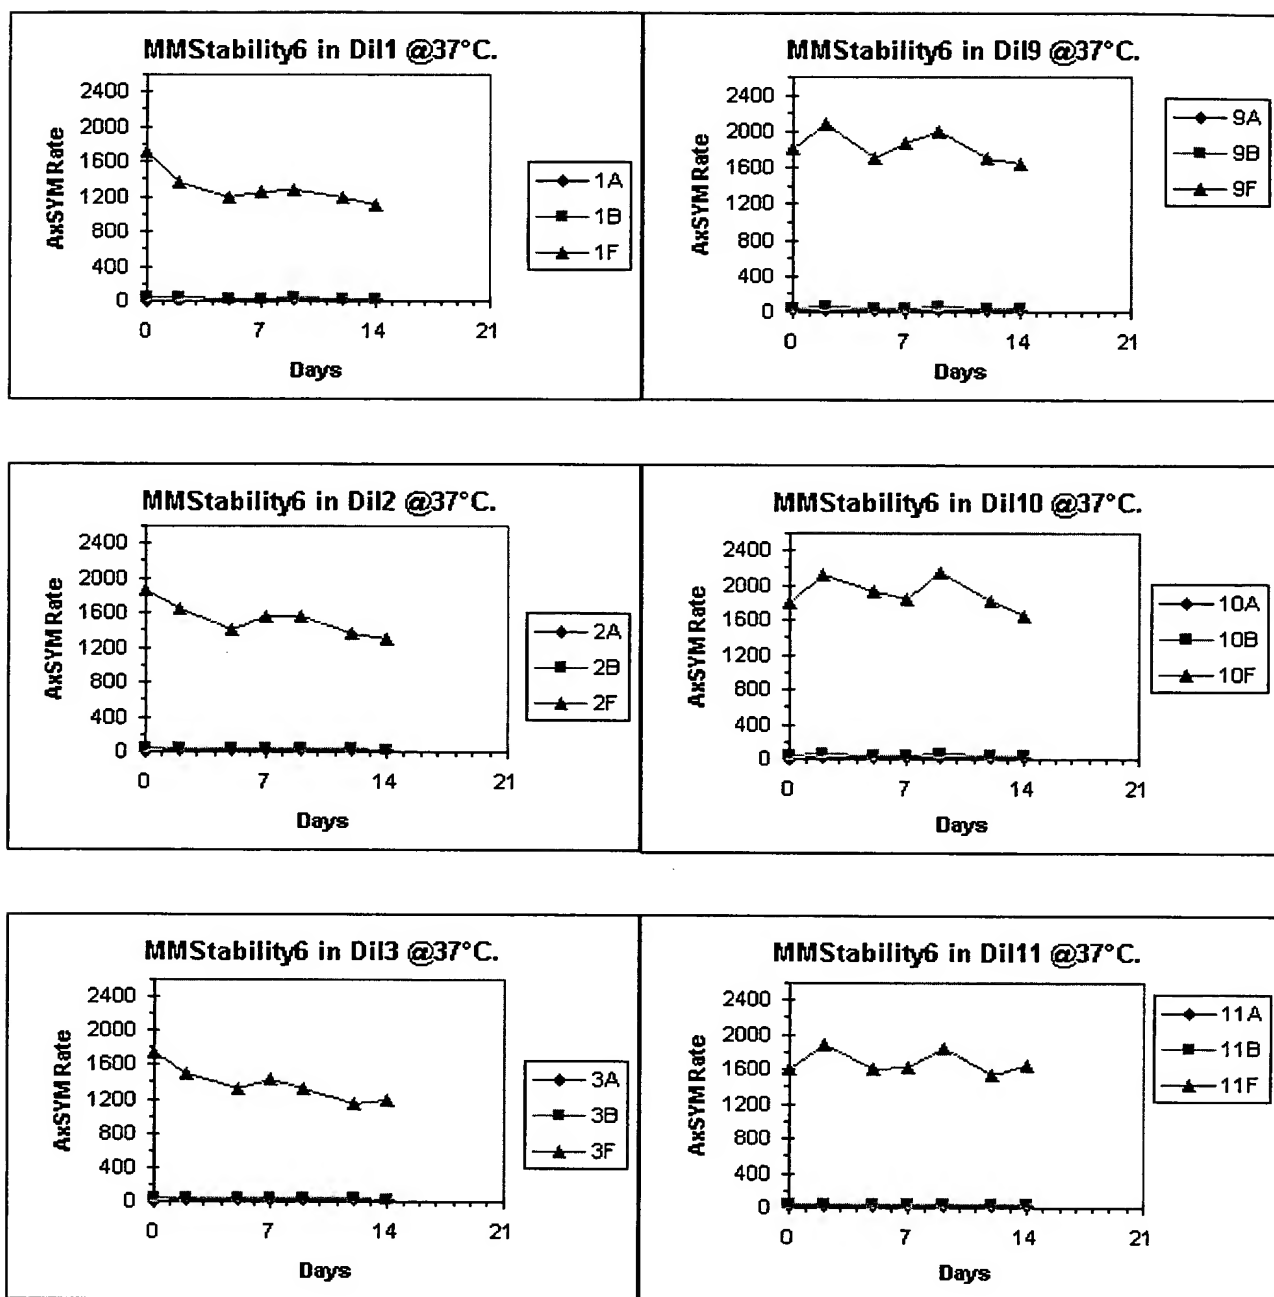 MMStability6 in Dil1 @37°C.
AxSYM Rate
2400
2000
1600
1200
800
400
0
0 7 14 21
Days
1A
1B
1F
MMStability6 in Dil9 @37°C.
AxSYM Rate
2400
2000
1600
1200
800
400
0
0 7 14 21
Days
9A
9B
9F
MMStability6 in Dil2 @37°C.
AxSYM Rate
2400
2000
1600
1200
800
400
0
0 7 14 21
Days
2A
2B
2F
MMStability6 in Dil10 @37°C.
AxSYM Rate
2400
2000
1600
1200
800
400
0
0 7 14 21
Days
10A
10B
10F
MMStability6 in Dil3 @37°C.
AxSYM Rate
2400
2000
1600
1200
800
400
0
0 7 14 21
Days
3A
3B
3F
MMStability6 in Dil11 @37°C.
AxSYM Rate
2400
2000
1600
1200
800
400
0
0 7 14 21
Days
11A
11B
11F